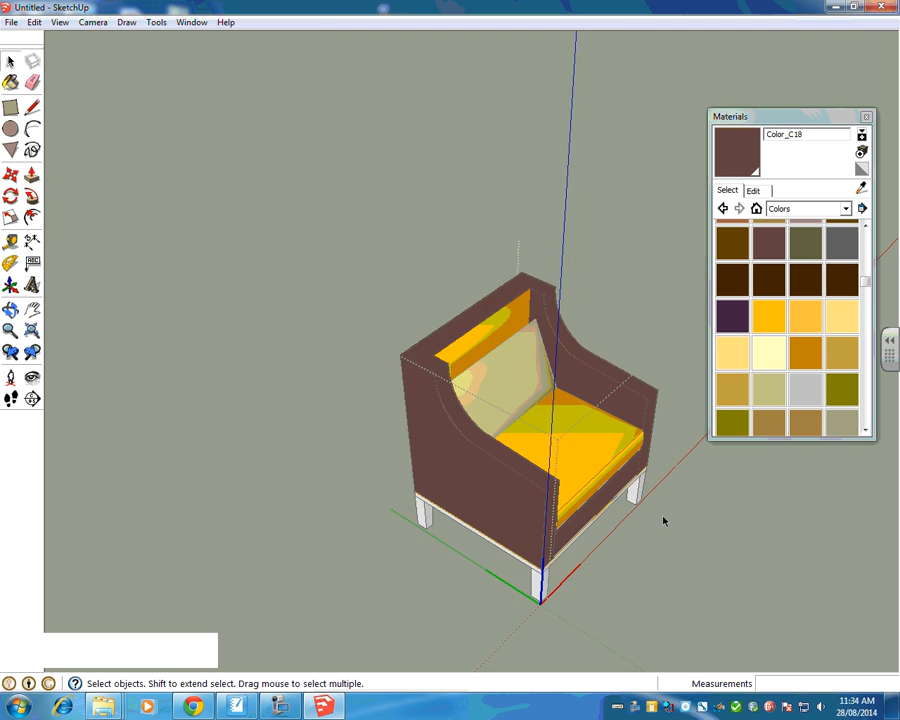 Untitled - SketchUp
File Edit View Camera Draw Tools Window Help
Materials
Color_C18
Select Edit
Colors
ABC
Select objects. Shift to extend select. Drag mouse to select multiple.
Measurements
11:34 AM
28/08/2014